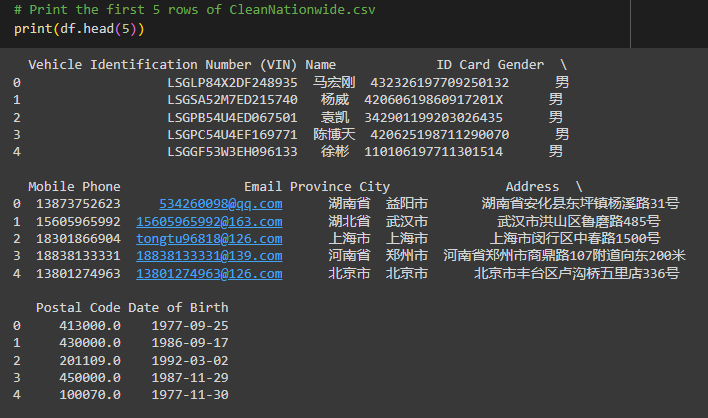 # Print the first 5 rows of CleanNationwide.csv
print(df.head(5))
Vehicle Identification Number (VIN) Name ID Card Gender \
0 LSGLP84X2DF248935 马宏刚 432326197709250132 男
1 LSGSA52M7ED215740 杨威 42060619860917201X 男
2 LSGPB54U4ED067501 袁凯 342901199203026435 男
3 LSGPC54U4EF169771 陈博天 420625198711290070 男
4 LSGGF53W3EH096133 徐彬 110106197711301514 男
Mobile Phone Email Province City Address \
0 13873752623 534260098@qq.com 湖南省 益阳市 湖南省安化县东坪镇杨溪路31号
1 15605965992 15605965992@163.com 湖北省 武汉市 武汉市洪山区鲁磨路485号
2 18301866904 tongtu96818@126.com 上海市 上海市 上海市闵行区中春路1500号
3 18838133331 18838133331@139.com 河南省 郑州市 河南省郑州市商鼎路107附道向东200米
4 13801274963 13801274963@126.com 北京市 北京市 北京市丰台区卢沟桥五里店336号
Postal Code Date of Birth
0 413000.0 1977-09-25
1 430000.0 1986-09-17
2 201109.0 1992-03-02
3 450000.0 1987-11-29
4 100070.0 1977-11-30